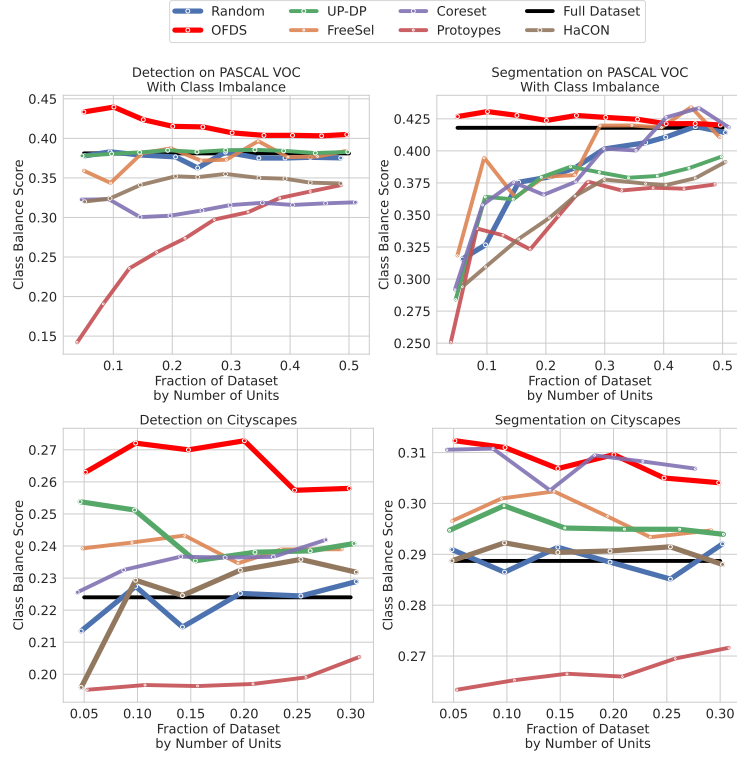 Random
UP-DP
Coreset
Full Dataset
OFDS
FreeSel
Protoypes
HaCON
Detection on PASCAL VOC
With Class Imbalance
Class Balance Score
0.45
0.40
0.35
0.30
0.25
0.20
0.15
0.1
0.2
0.3
0.4
0.5
Fraction of Dataset
by Number of Units
Segmentation on PASCAL VOC
With Class Imbalance
Class Balance Score
0.425
0.400
0.375
0.350
0.325
0.300
0.275
0.250
0.1
0.2
0.3
0.4
0.5
Fraction of Dataset
by Number of Units
Detection on Cityscapes
Class Balance Score
0.27
0.26
0.25
0.24
0.23
0.22
0.21
0.20
0.05
0.10
0.15
0.20
0.25
0.30
Fraction of Dataset
by Number of Units
Segmentation on Cityscapes
Class Balance Score
0.31
0.30
0.29
0.28
0.27
0.05
0.10
0.15
0.20
0.25
0.30
Fraction of Dataset
by Number of Units